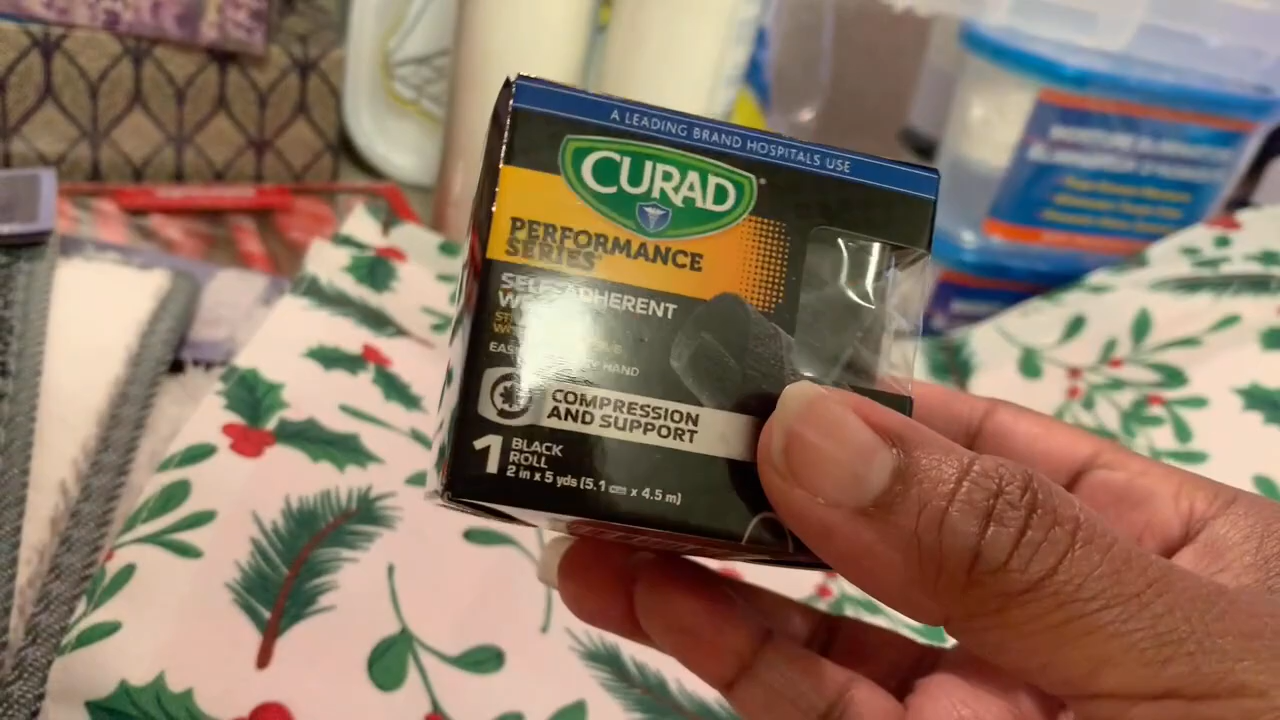 A LEADING BRAND HOSPITALS USE
CURAD
PERFORMANCE
SERIES
SELF-ADHERENT
HAND
COMPRESSION
AND SUPPORT
1 BLACK
ROLL
2 in x 5 yds (5.1 cm x 4.5 m)